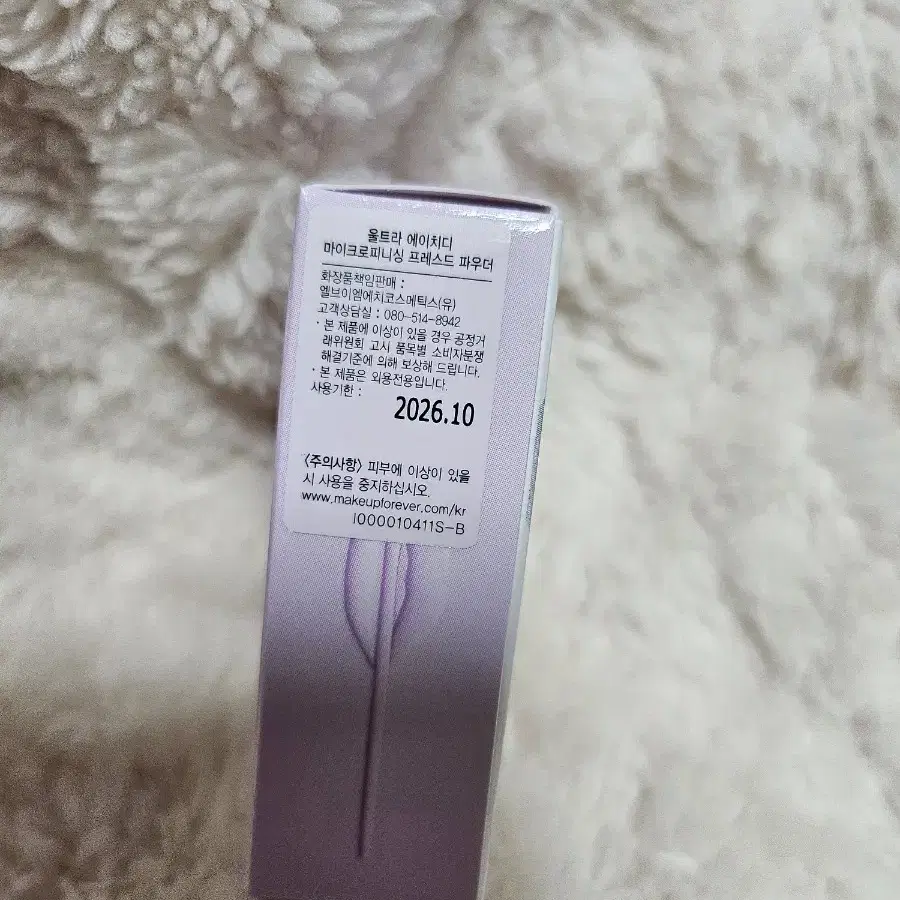 울트라 에이치디
마이크로피니싱 프레스드 파우더
화장품책임판매 :
엘브이엠에치코스메틱스(유)
고객상담실 : 080-514-8942
· 본 제품에 이상이 있을 경우 공정거
래위원회 고시 품목별 소비자분쟁
해결기준에 의해 보상해 드립니다.
· 본 제품은 외용전용입니다.
사용기한 :
2026.10
〈주의사항〉 피부에 이상이 있을
시 사용을 중지하십시오.
www.makeupforever.com/kr
I000010411S-B